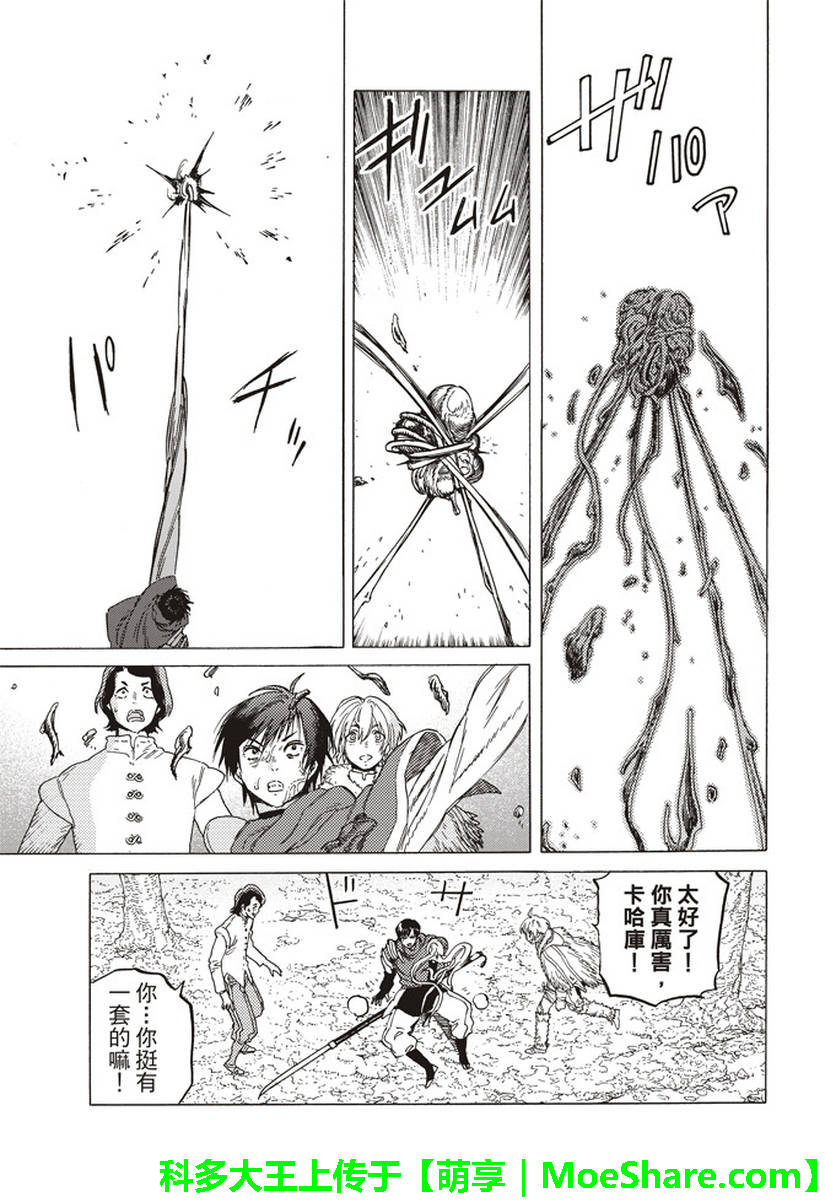 ザバァ
ギュムム
パチ
太好了！
你真厲害，
卡哈庫！
ドサ
你…你挺有
一套的嘛！
科多大王上传于【萌享】MoeShare.com】